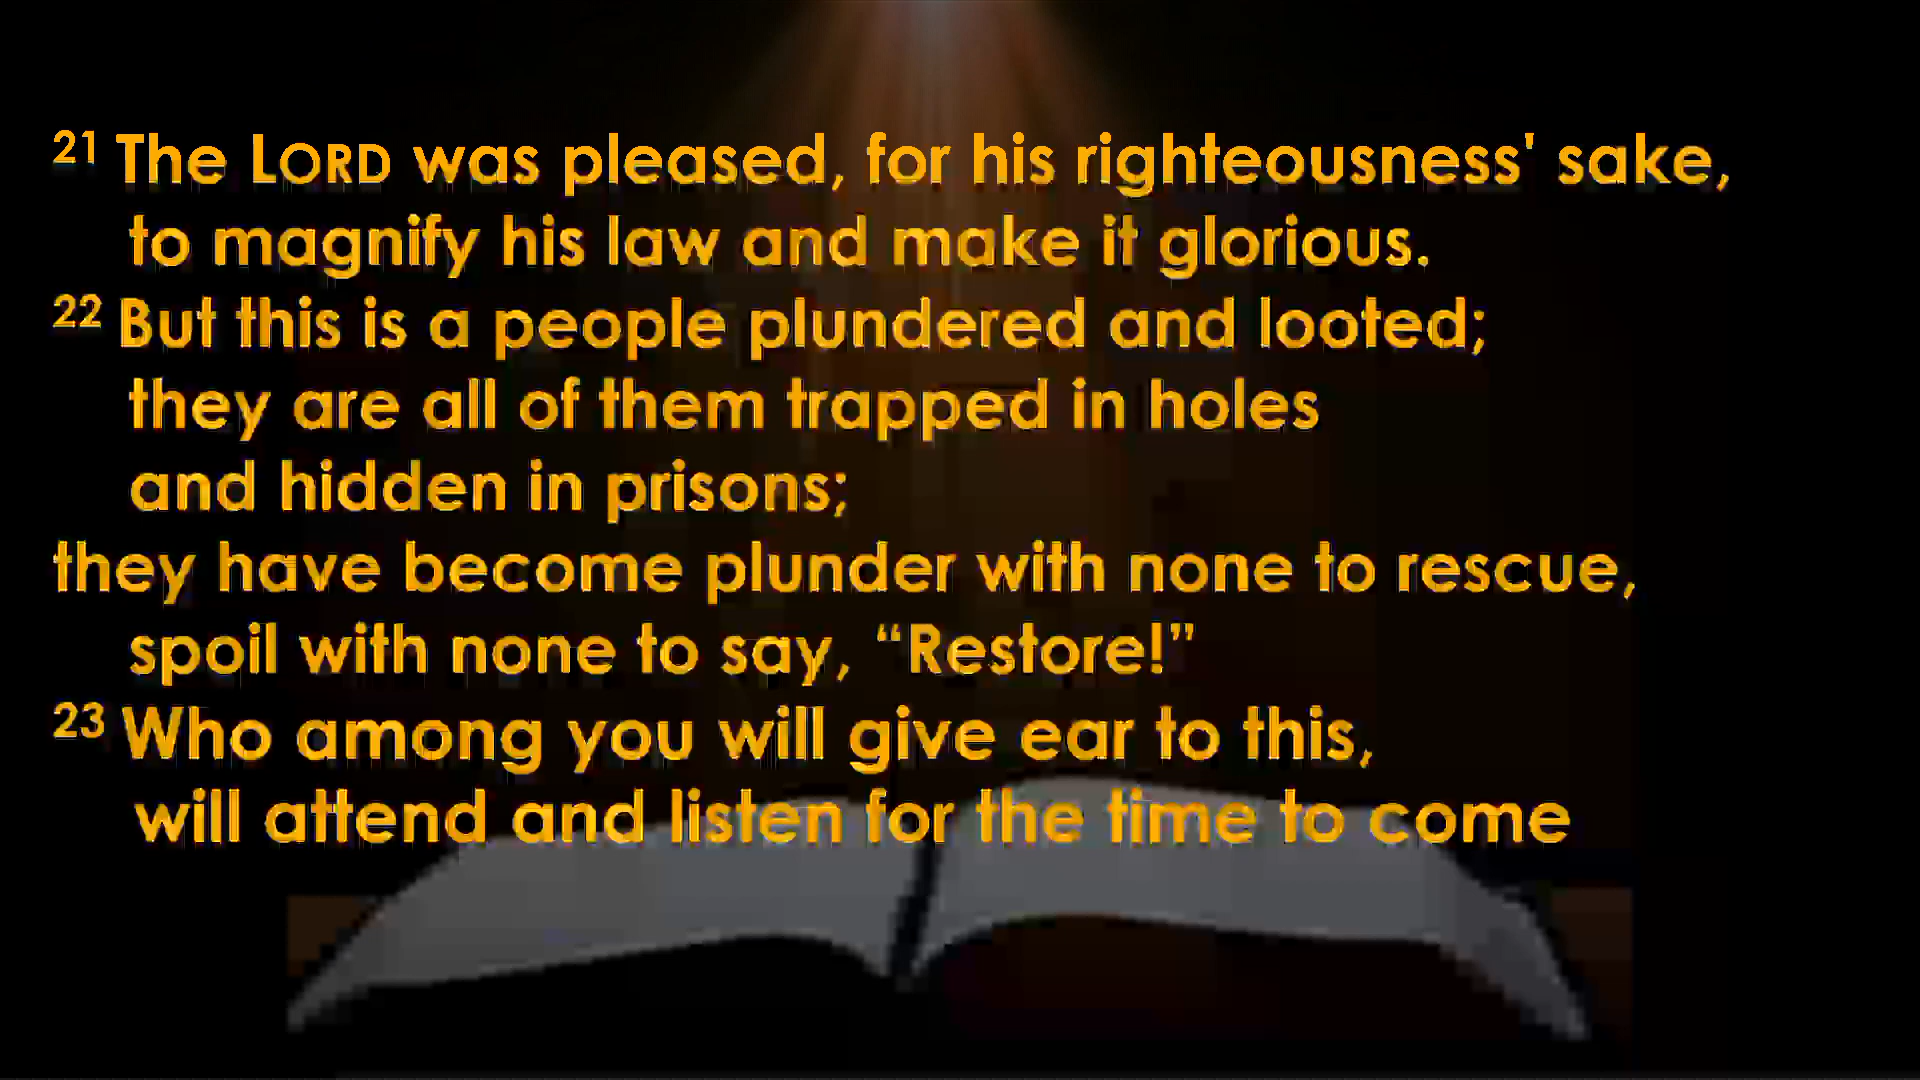 21 The LORD was pleased, for his righteousness' sake,
to magnify his law and make it glorious.
22 But this is a people plundered and looted;
they are all of them trapped in holes
and hidden in prisons;
they have become plunder with none to rescue,
spoil with none to say, “Restore!”
23 Who among you will give ear to this,
will attend and listen for the time to come